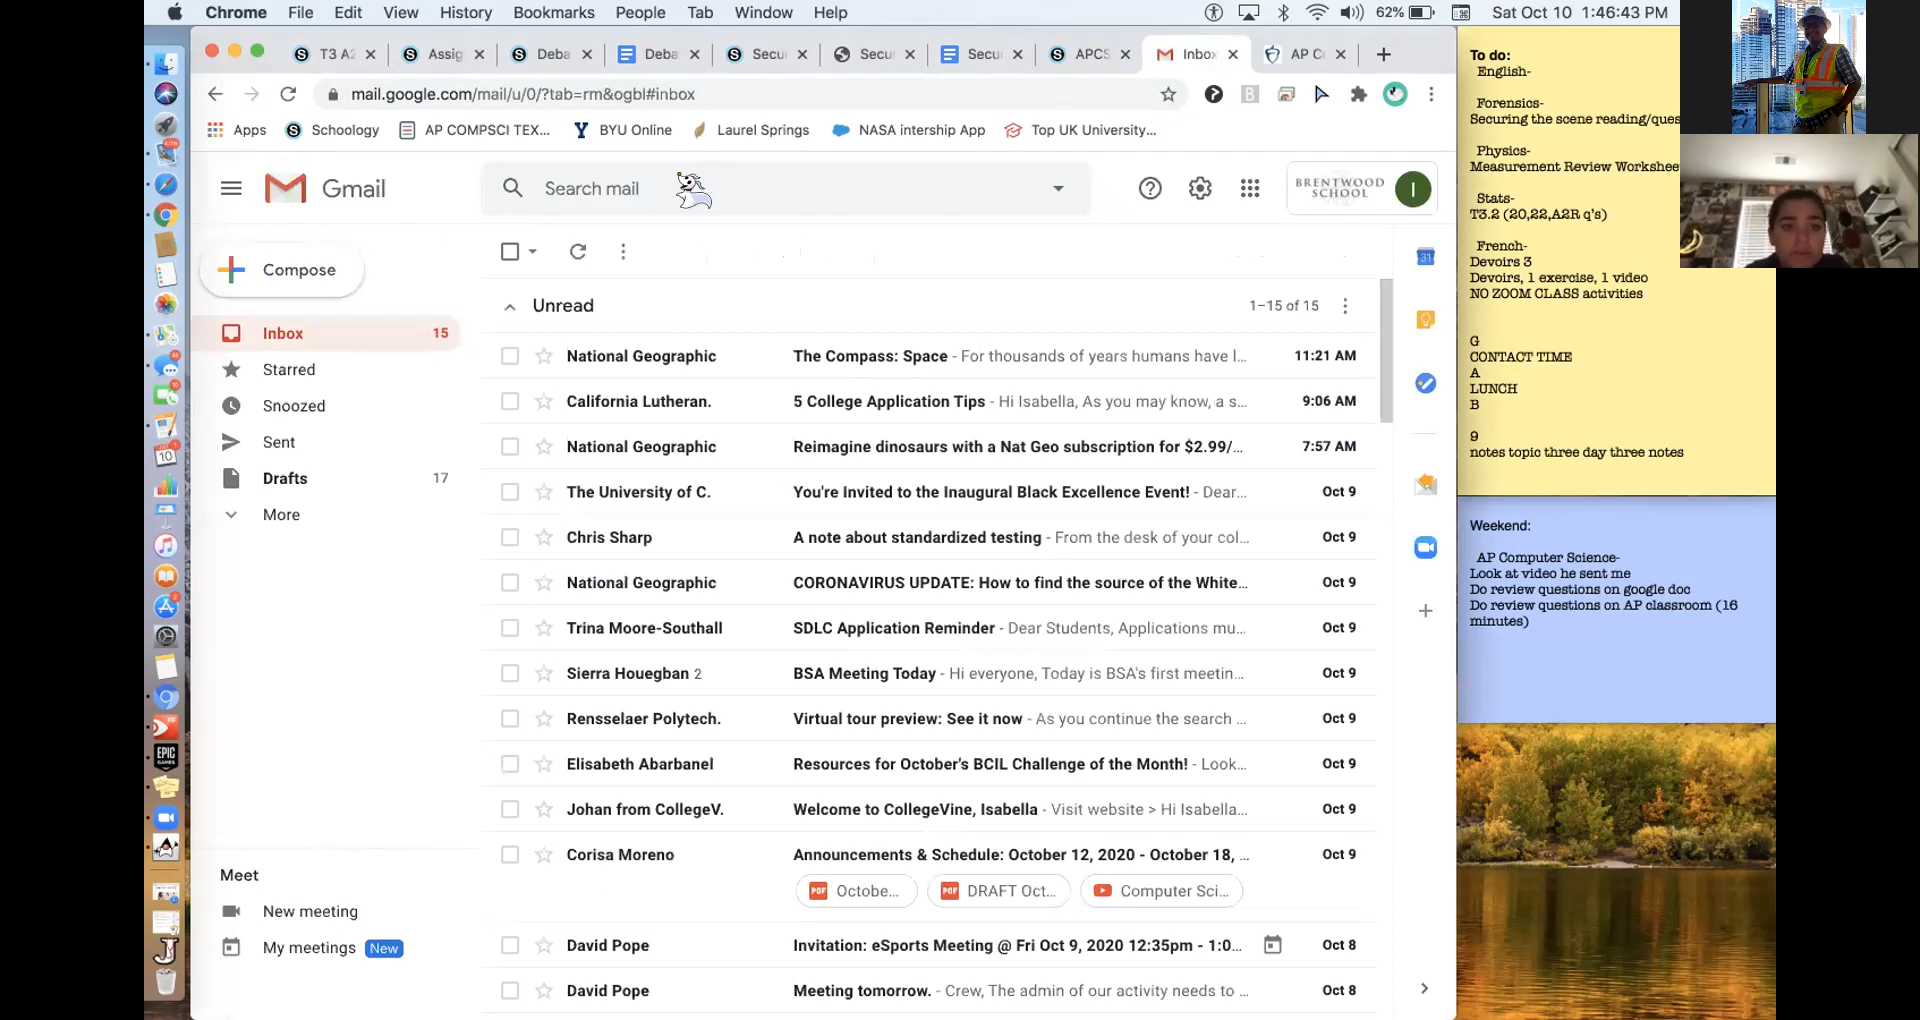 Chrome File Edit View History Bookmarks People Tab Window Help 62% Sat Oct 10 1:46:43 PM
T3 A2 Assig Deba Deba Secu Secu Secu APCS Inbo AP C
mail.google.com/mail/u/0/?tab=rm&ogbl#inbox
Apps Schoology AP COMPSCI TEX... BYU Online Laurel Springs NASA intership App Top UK University...
Gmail
Search mail
BRENTWOOD
SCHOOL
I
Compose
Inbox 15
Starred
Snoozed
Sent
Drafts 17
More
Meet
New meeting
My meetings New
Unread 1–15 of 15
National Geographic The Compass: Space - For thousands of years humans have l... 11:21 AM
California Lutheran. 5 College Application Tips - Hi Isabella, As you may know, a s... 9:06 AM
National Geographic Reimagine dinosaurs with a Nat Geo subscription for $2.99/... 7:57 AM
The University of C. You're Invited to the Inaugural Black Excellence Event! - Dear... Oct 9
Chris Sharp A note about standardized testing - From the desk of your col... Oct 9
National Geographic CORONAVIRUS UPDATE: How to find the source of the White... Oct 9
Trina Moore-Southall SDLC Application Reminder - Dear Students, Applications mu... Oct 9
Sierra Houegban 2 BSA Meeting Today - Hi everyone, Today is BSA's first meetin... Oct 9
Rensselaer Polytech. Virtual tour preview: See it now - As you continue the search ... Oct 9
Elisabeth Abarbanel Resources for October's BCIL Challenge of the Month! - Look... Oct 9
Johan from CollegeV. Welcome to CollegeVine, Isabella - Visit website > Hi Isabella... Oct 9
Corisa Moreno Announcements & Schedule: October 12, 2020 - October 18, ... Oct 9
PDF Octobe... PDF DRAFT Oct... Computer Sci...
David Pope Invitation: eSports Meeting @ Fri Oct 9, 2020 12:35pm - 1:0... Oct 8
David Pope Meeting tomorrow. - Crew, The admin of our activity needs to ... Oct 8
31
EPIC
GAMES
To do:
English-
Forensics-
Securing the scene reading/ques
Physics-
Measurement Review Workshee
Stats-
T3.2 (20,22,A2R q's)
French-
Devoirs 3
Devoirs, 1 exercise, 1 video
NO ZOOM CLASS activities
G
CONTACT TIME
A
LUNCH
B
9
notes topic three day three notes
Weekend:
AP Computer Science-
Look at video he sent me
Do review questions on google doc
Do review questions on AP classroom (16
minutes)